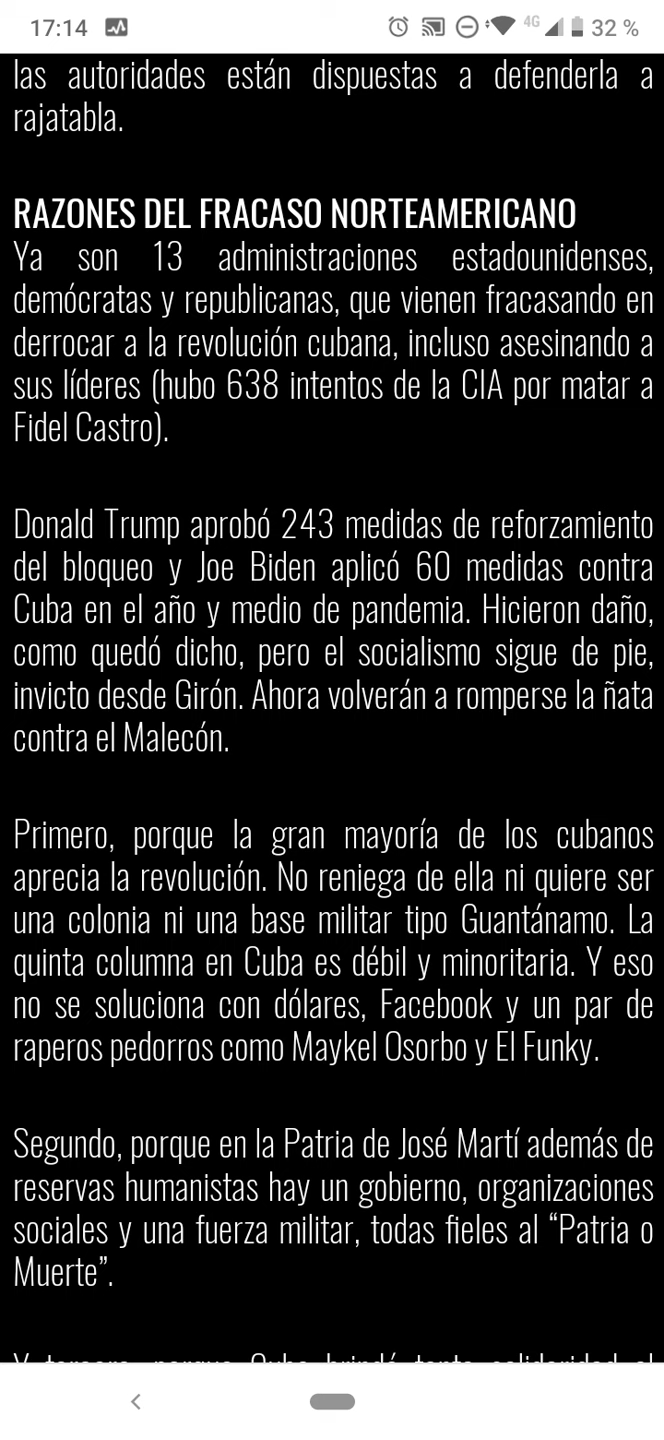 17:14 4G 32 %
las autoridades están dispuestas a defenderla a
rajatabla.
RAZONES DEL FRACASO NORTEAMERICANO
Ya son 13 administraciones estadounidenses,
demócratas y republicanas, que vienen fracasando en
derrocar a la revolución cubana, incluso asesinando a
sus líderes (hubo 638 intentos de la CIA por matar a
Fidel Castro).
Donald Trump aprobó 243 medidas de reforzamiento
del bloqueo y Joe Biden aplicó 60 medidas contra
Cuba en el año y medio de pandemia. Hicieron daño,
como quedó dicho, pero el socialismo sigue de pie,
invicto desde Girón. Ahora volverán a romperse la ñata
contra el Malecón.
Primero, porque la gran mayoría de los cubanos
aprecia la revolución. No reniega de ella ni quiere ser
una colonia ni una base militar tipo Guantánamo. La
quinta columna en Cuba es débil y minoritaria. Y eso
no se soluciona con dólares, Facebook y un par de
raperos pedorros como Maykel Osorbo y El Funky.
Segundo, porque en la Patria de José Martí además de
reservas humanistas hay un gobierno, organizaciones
sociales y una fuerza militar, todas fieles al “Patria o
Muerte”.